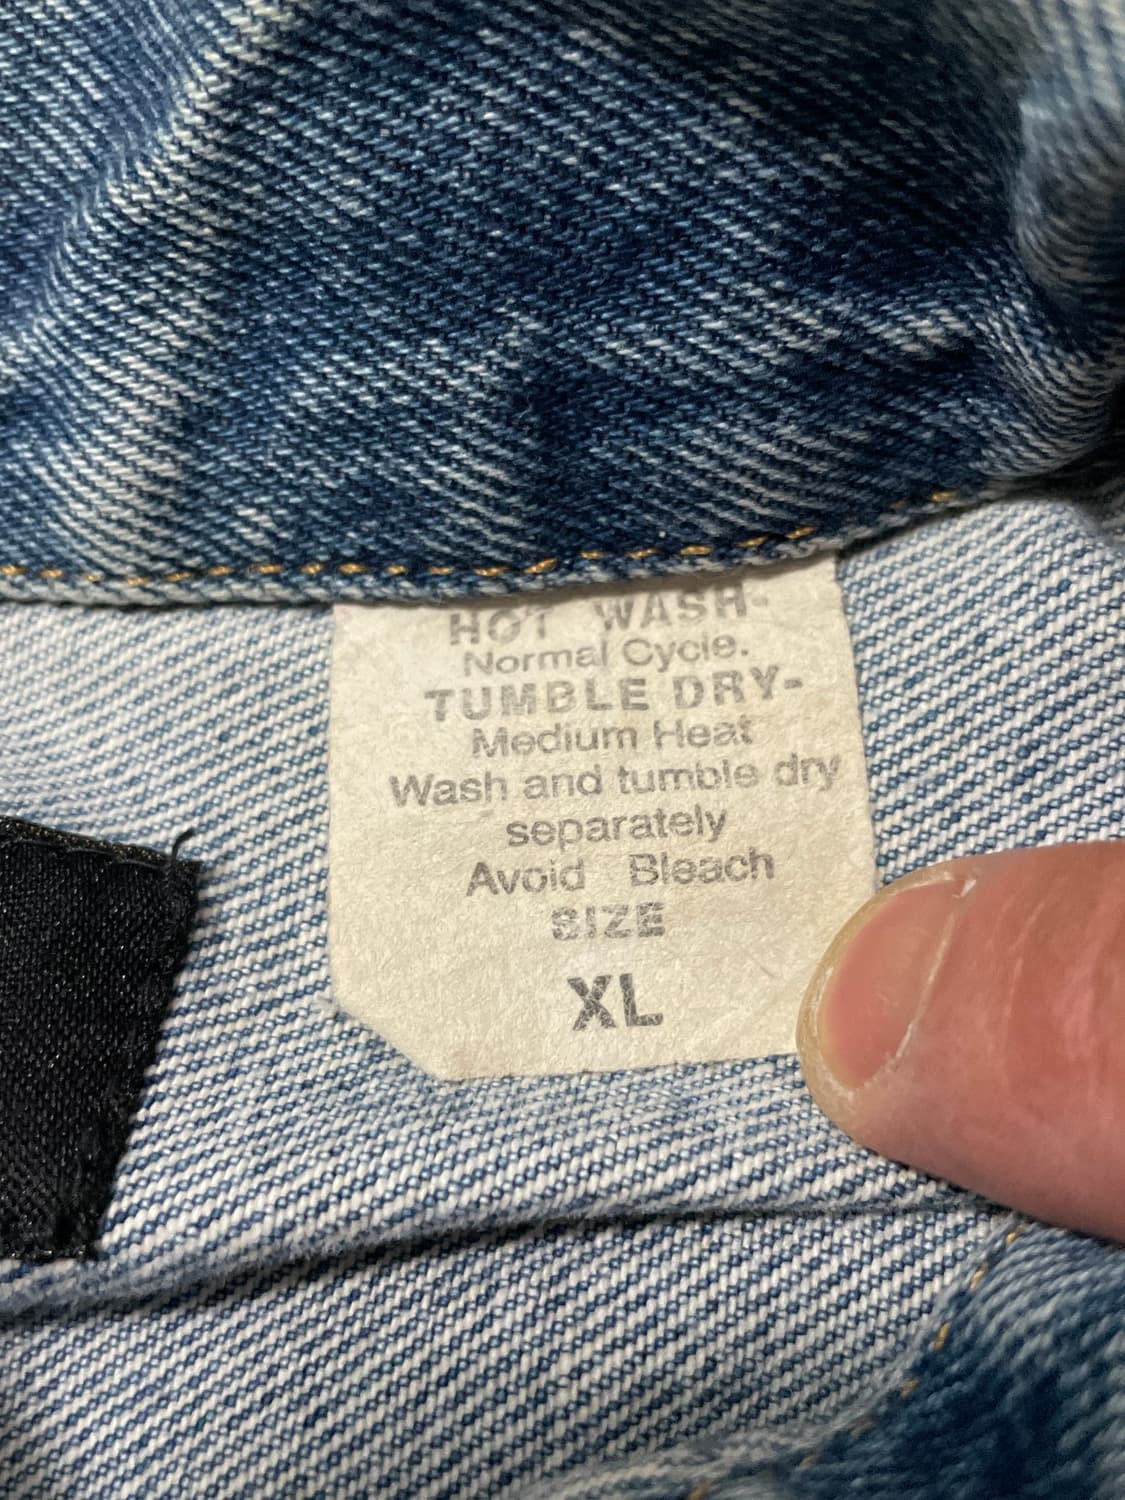 HOT WASH-
Normal Cycle.
TUMBLE DRY-
Medium Heat
Wash and tumble dry
separately
Avoid Bleach
SIZE
XL